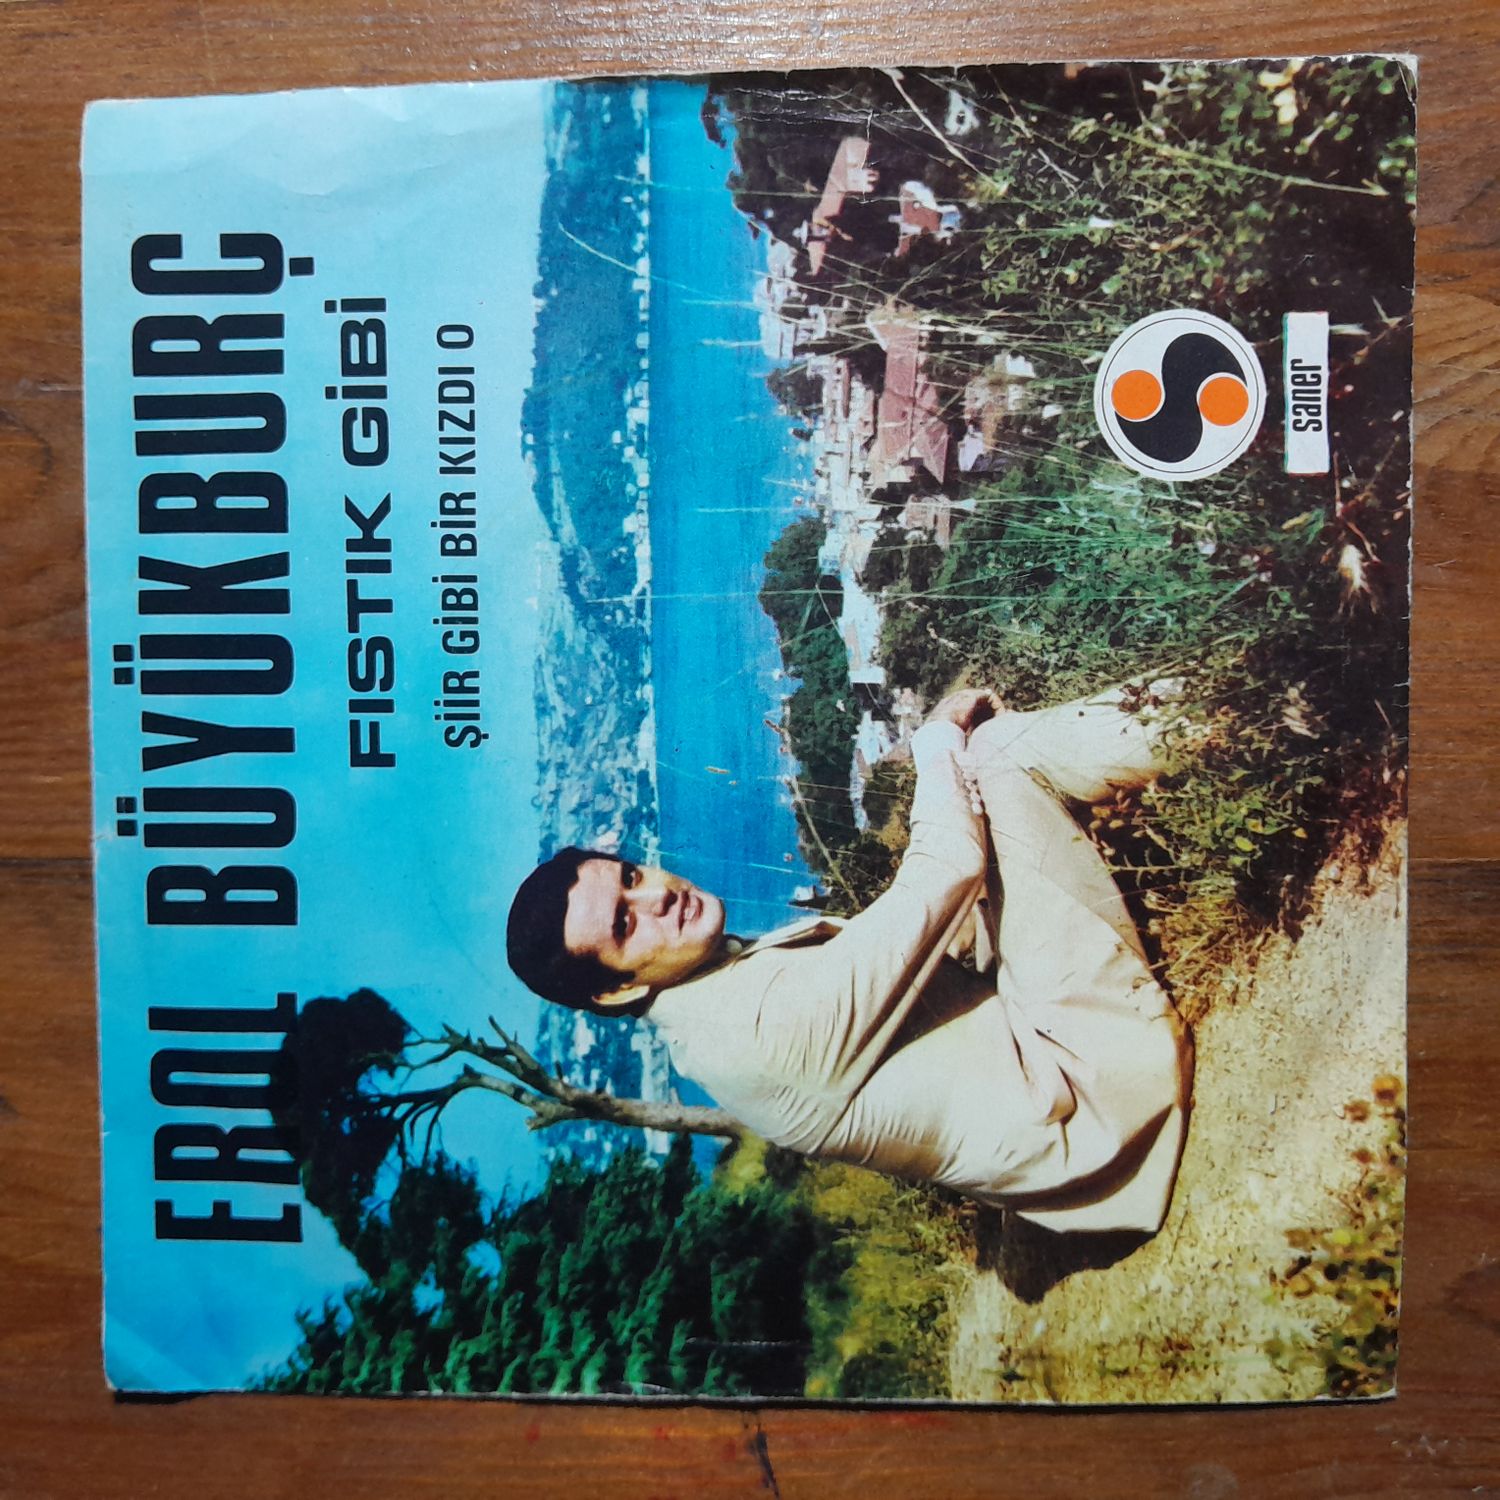 EROL BÜYÜKBURÇ
FISTIK GİBİ
ŞİİR GİBİ BİR KIZDI O
saner